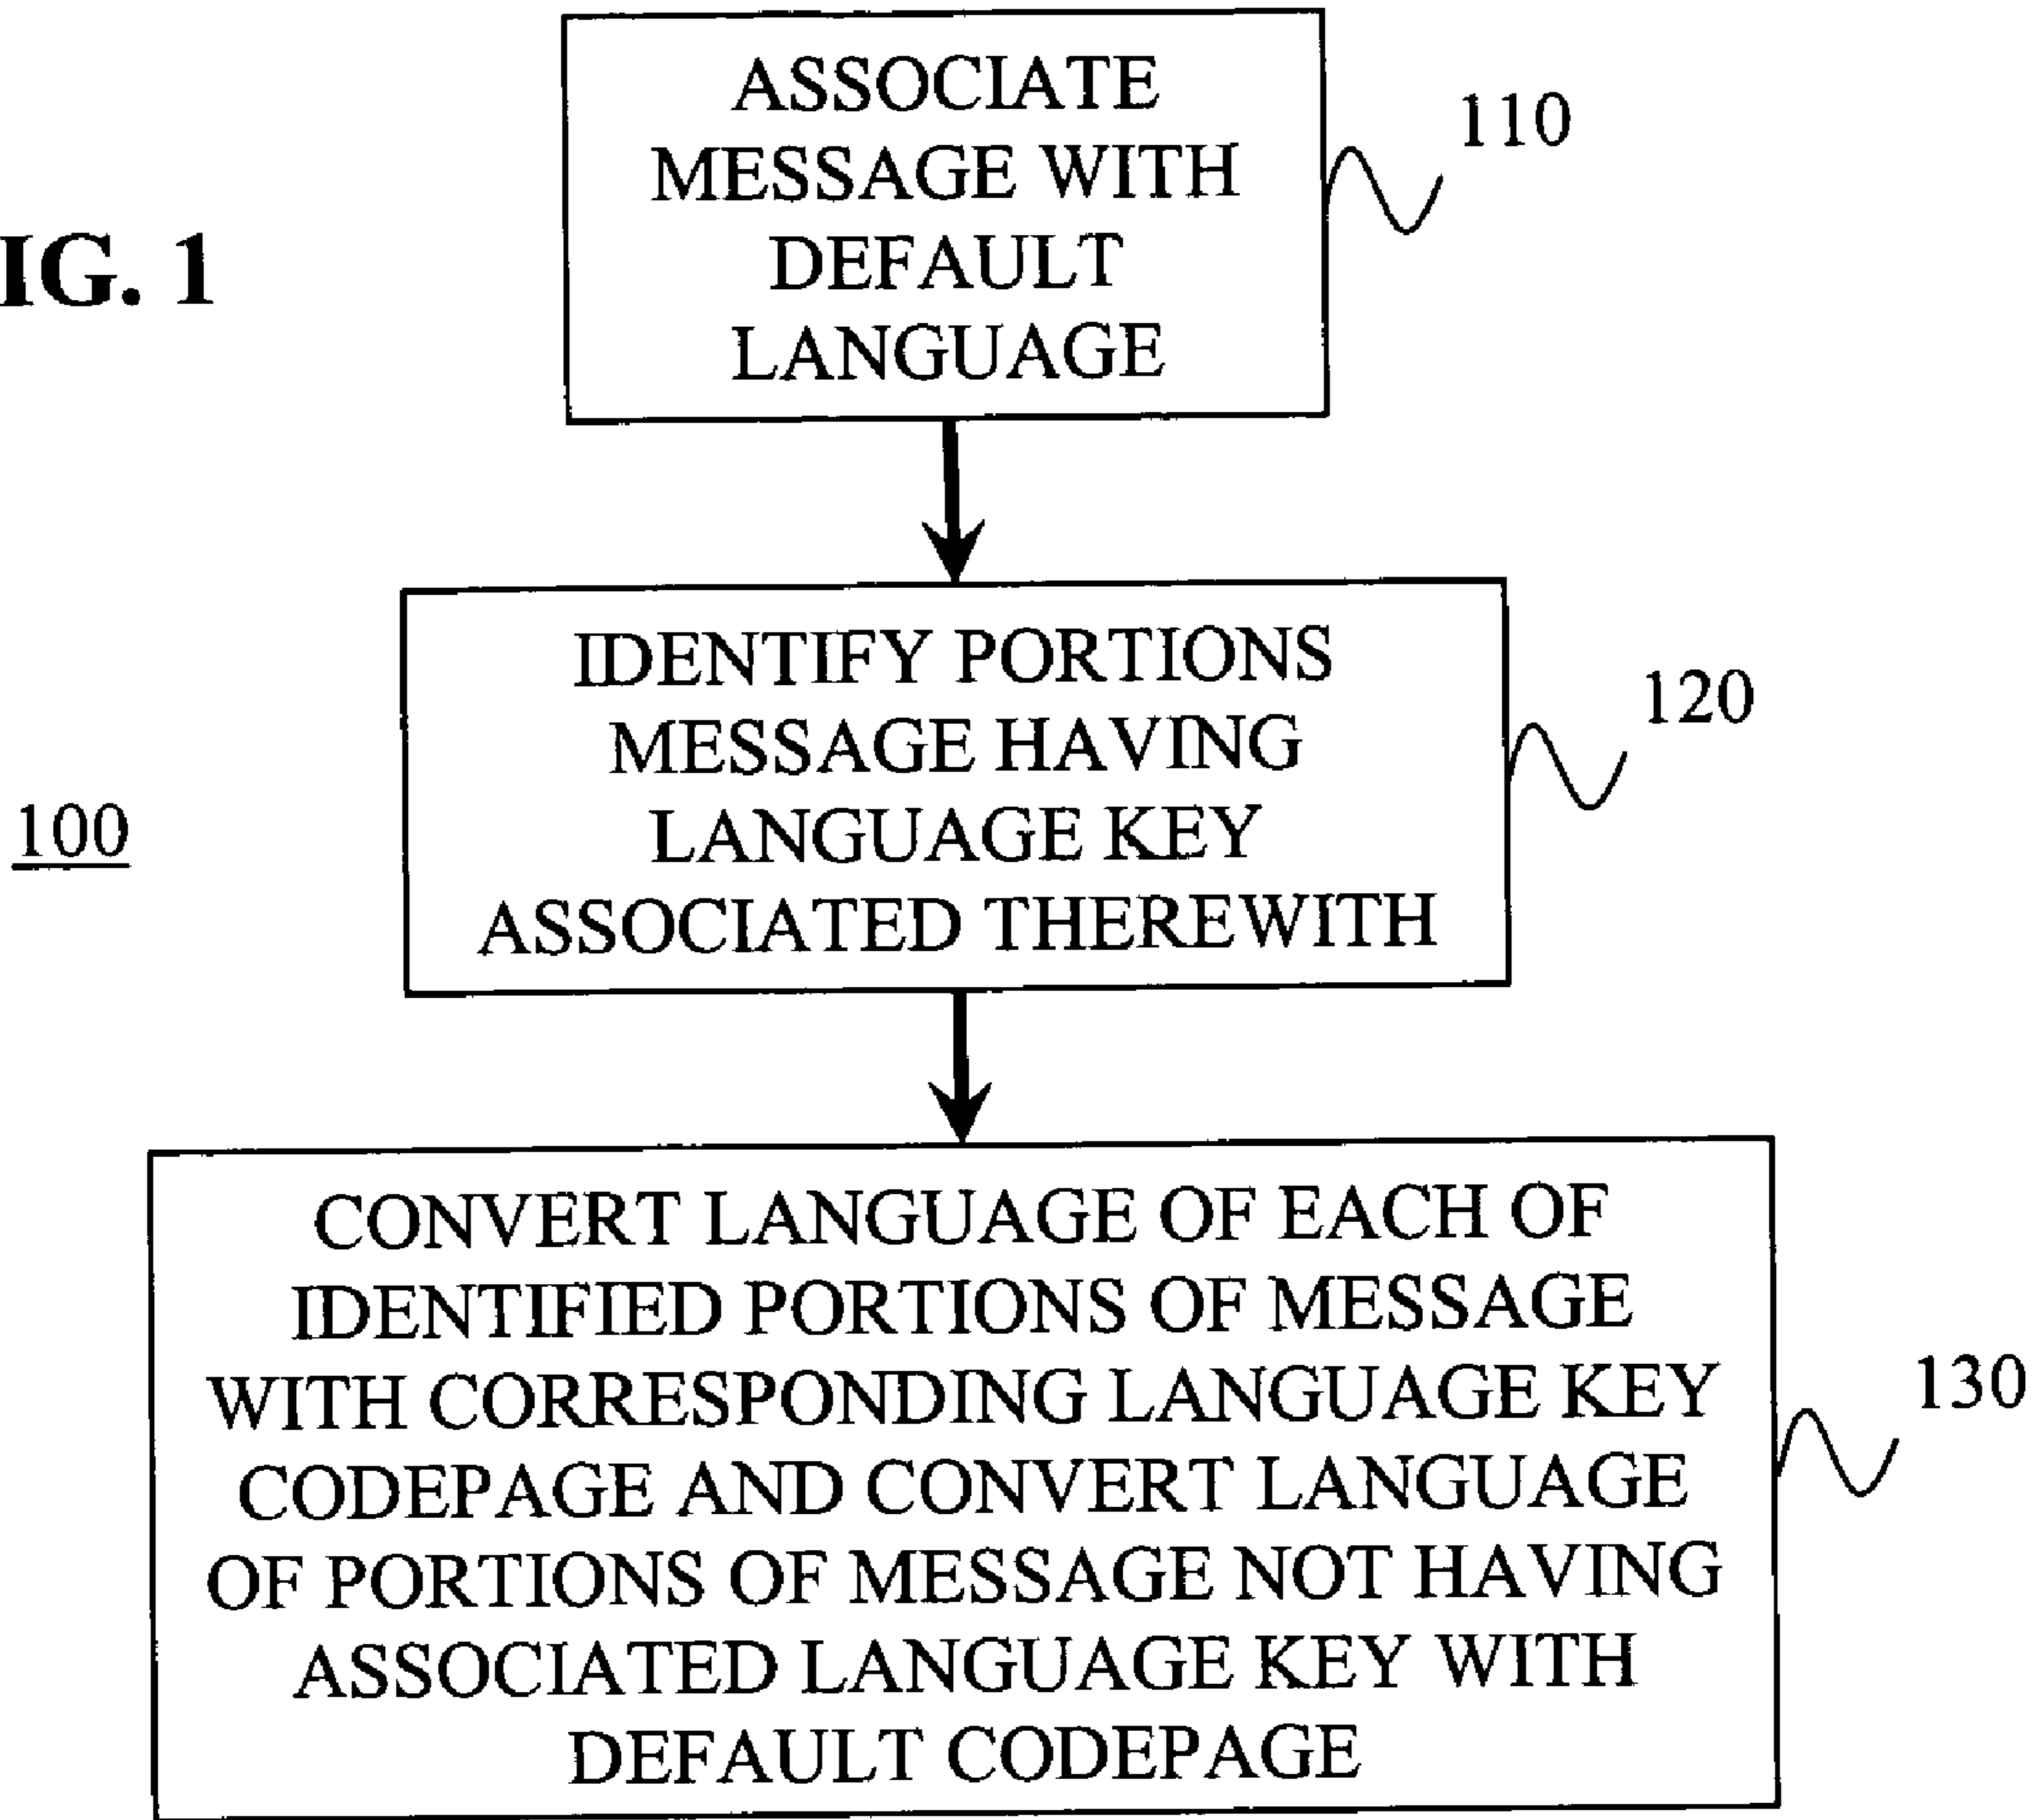 ASSOCIATE
MESSAGE WITH
DEFAULT
LANGUAGE
110
IG. 1
IDENTIFY PORTIONS
MESSAGE HAVING
LANGUAGE KEY
ASSOCIATED THEREWITH
120
100
CONVERT LANGUAGE OF EACH OF
IDENTIFIED PORTIONS OF MESSAGE
WITH CORRESPONDING LANGUAGE KEY
CODEPAGE AND CONVERT LANGUAGE
OF PORTIONS OF MESSAGE NOT HAVING
ASSOCIATED LANGUAGE KEY WITH
DEFAULT CODEPAGE
130